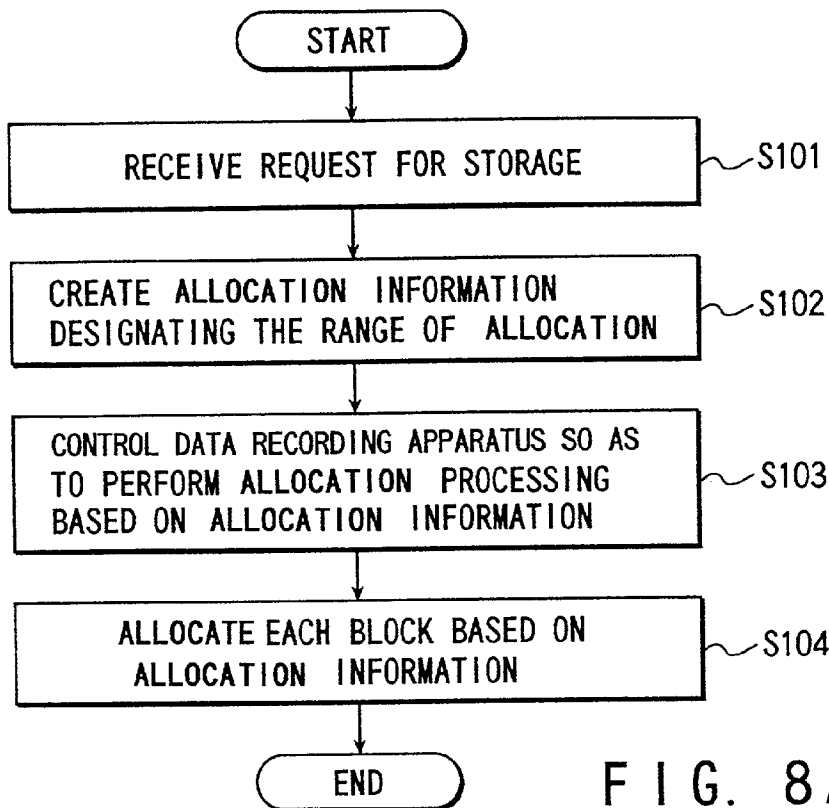 START
RECEIVE REQUEST FOR STORAGE
S101
CREATE ALLOCATION INFORMATION
DESIGNATING THE RANGE OF ALLOCATION
S102
CONTROL DATA RECORDING APPARATUS SO AS
TO PERFORM ALLOCATION PROCESSING
BASED ON ALLOCATION INFORMATION
S103
ALLOCATE EACH BLOCK BASED ON
ALLOCATION INFORMATION
S104
END
FIG. 8A